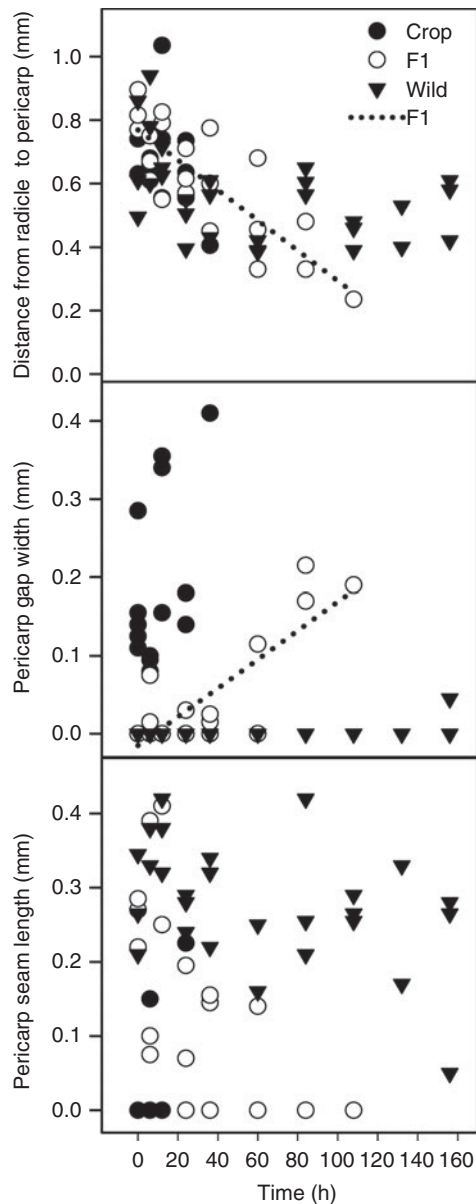 Distance from radicle to pericarp (mm)
1.0
0.8
0.6
0.4
0.2
0.0
Crop
F1
Wild
F1
Pericarp gap width (mm)
0.4
0.3
0.2
0.1
0.0
Pericarp seam length (mm)
0.4
0.3
0.2
0.1
0.0
0 20 40 60 80 100 120 140 160
Time (h)